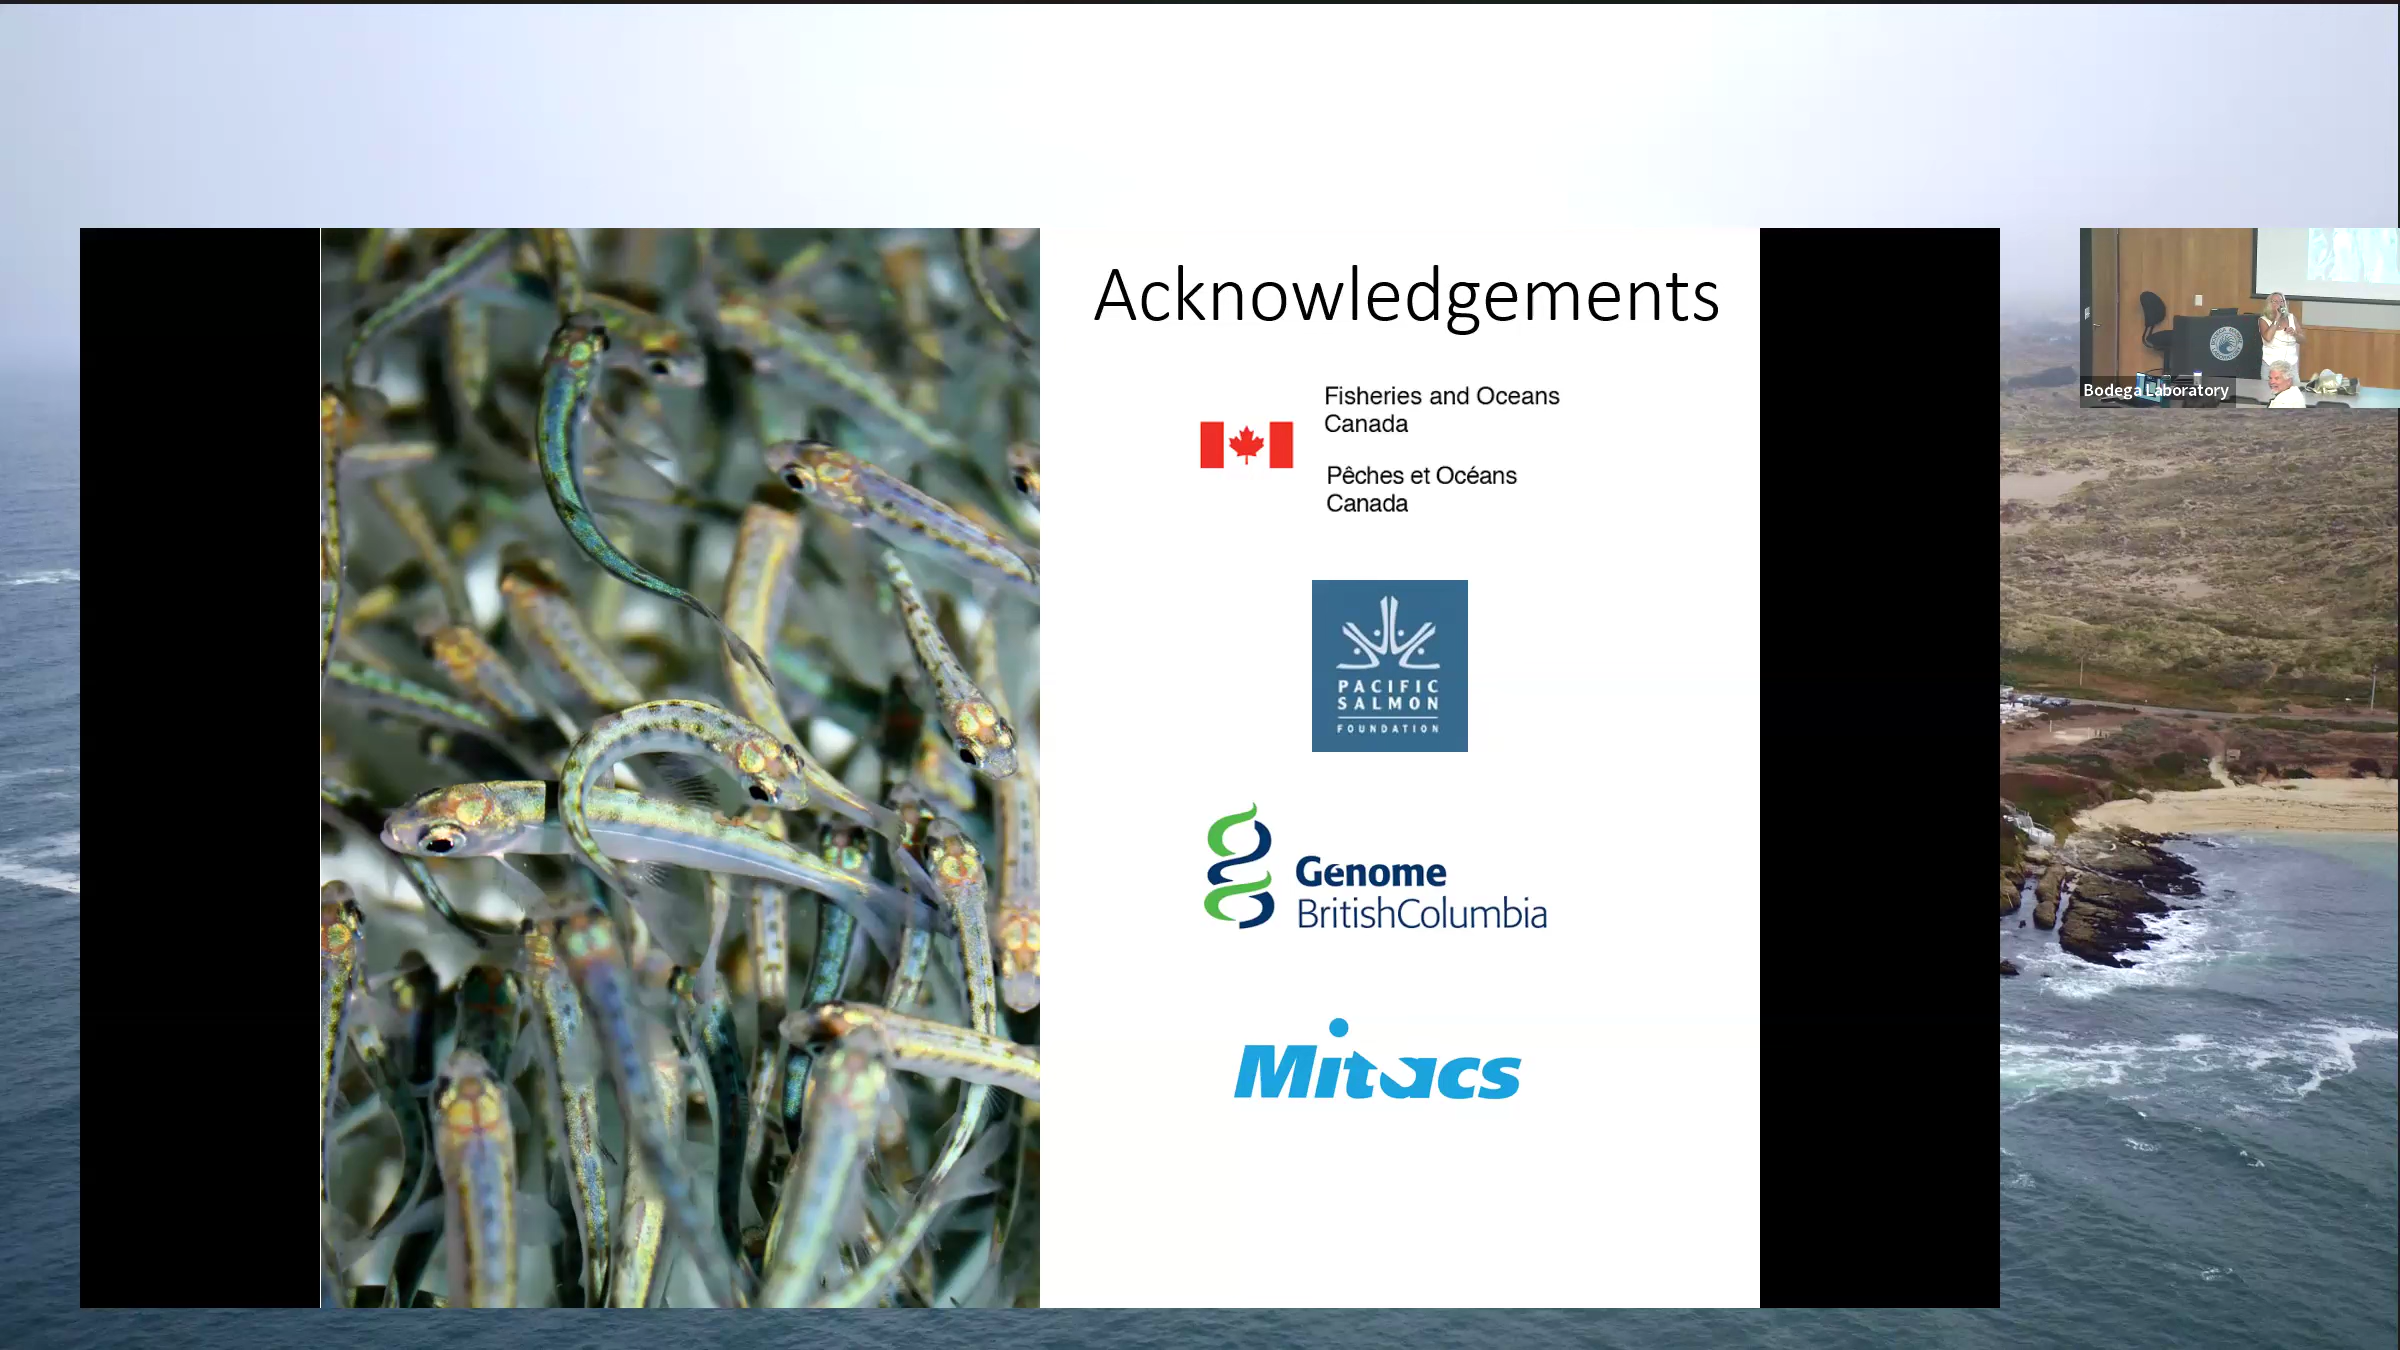 Acknowledgements
Fisheries and Oceans
Canada
Pêches et Océans
Canada
PACIFIC
SALMON
FOUNDATION
Genome
BritishColumbia
Mitacs
Bodega Laboratory